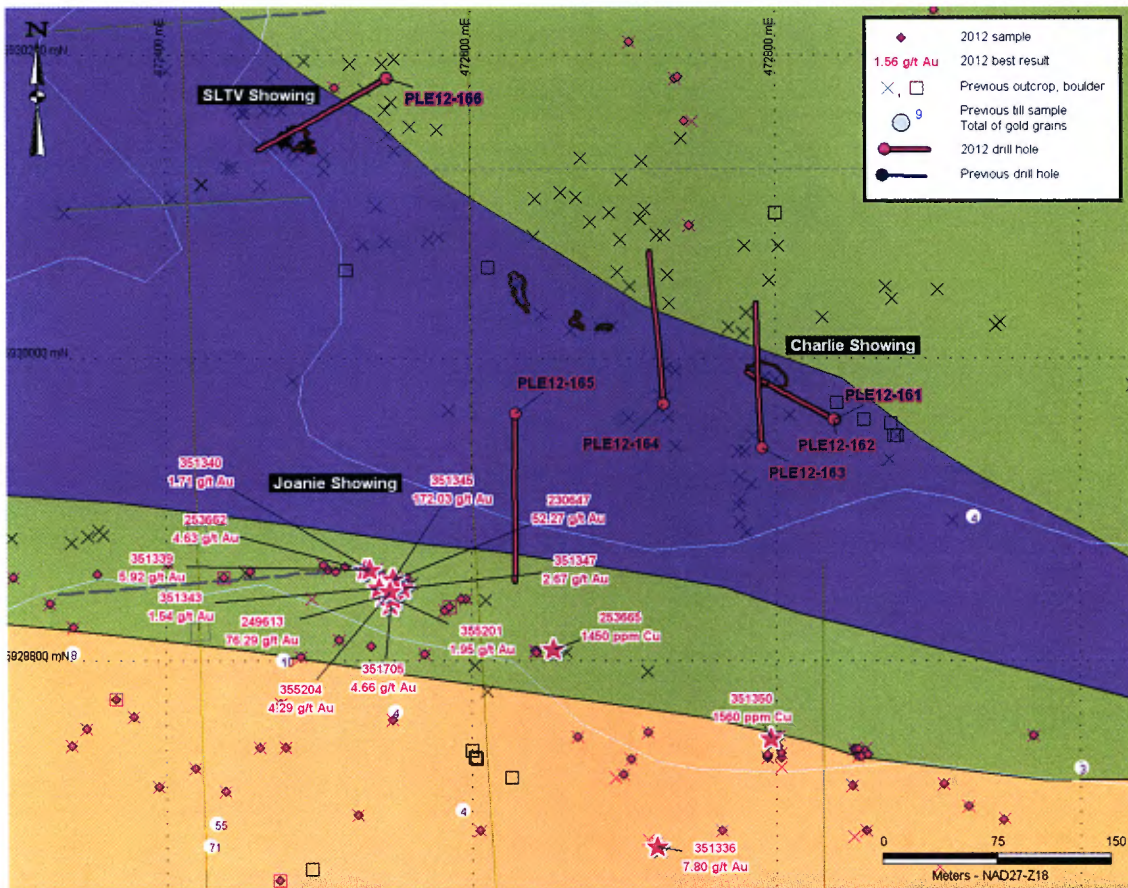 N
472400 mE
472600 mE
472800 mE
5930200 mN
SLTV Showing
PLE12-166
2012 sample
1.56 g/t Au
2012 best result
, Previous outcrop, boulder
9
Previous till sample
Total of gold grains
2012 drill hole
Previous drill hole
5930000 mN
Charlie Showing
PLE12-165
PLE12-161
PLE12-164
PLE12-162
PLE12-163
351340
1.71 g/t Au
Joanie Showing
351345
172.03 g/t Au
230647
52.27 g/t Au
253662
4.63 g/t Au
351339
5.92 g/t Au
351347
2.67 g/t Au
351343
1.54 g/t Au
249613
76.29 g/t Au
355201
1.95 g/t Au
253665
1450 ppm Cu
5929800 mN
8
10
351705
4.66 g/t Au
355204
4.29 g/t Au
4
351350
1560 ppm Cu
4
3
4
55
71
351336
7.80 g/t Au
0
75
150
Meters - NAD27-Z18